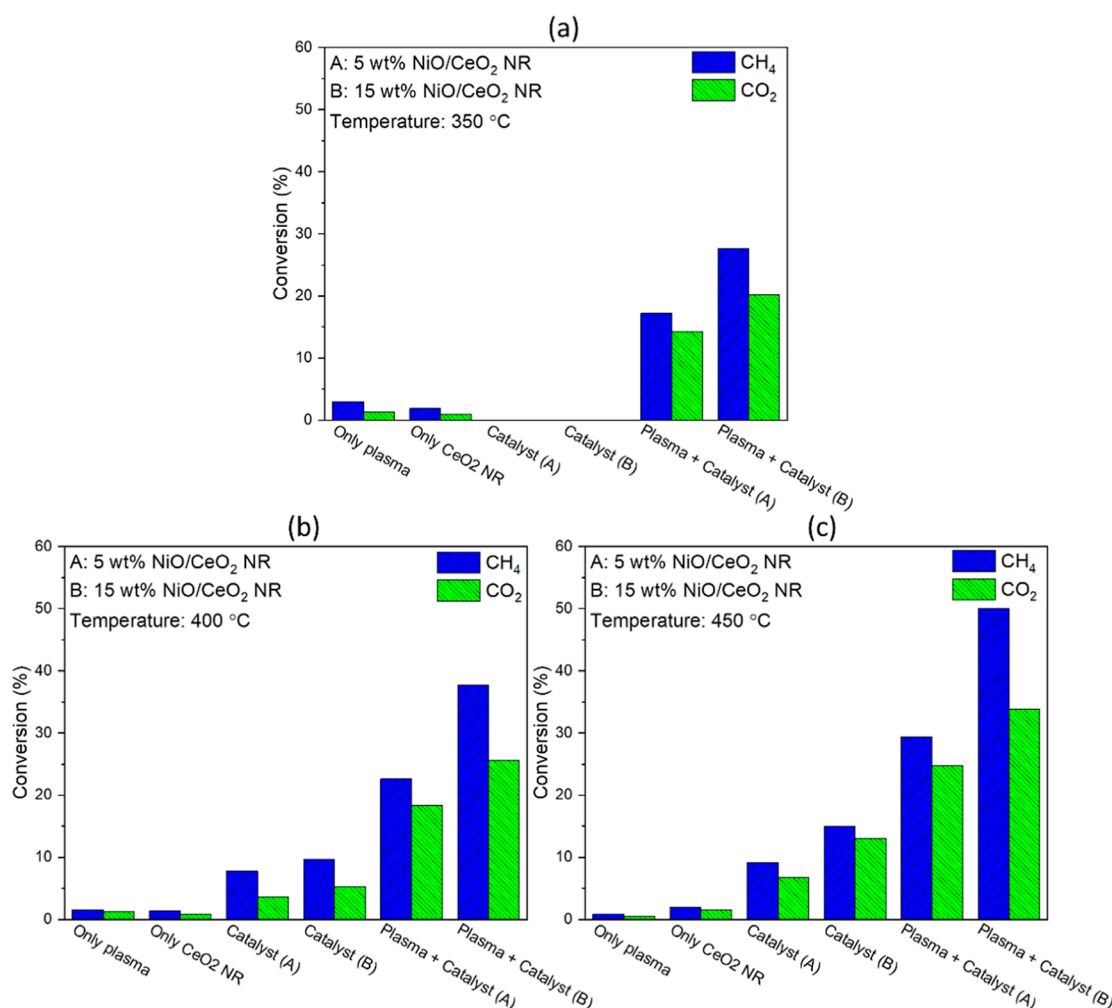 (a)
A: 5 wt% NiO/CeO₂ NR
B: 15 wt% NiO/CeO₂ NR
Temperature: 350 °C
CH₄
CO₂
Conversion (%)
60
50
40
30
20
10
0
Only plasma
Only CeO2 NR
Catalyst (A)
Catalyst (B)
Plasma + Catalyst (A)
Plasma + Catalyst (B)
(b)
A: 5 wt% NiO/CeO₂ NR
B: 15 wt% NiO/CeO₂ NR
Temperature: 400 °C
CH₄
CO₂
Conversion (%)
60
50
40
30
20
10
0
Only plasma
Only CeO2 NR
Catalyst (A)
Catalyst (B)
Plasma + Catalyst (A)
Plasma + Catalyst (B)
(c)
A: 5 wt% NiO/CeO₂ NR
B: 15 wt% NiO/CeO₂ NR
Temperature: 450 °C
CH₄
CO₂
Conversion (%)
60
50
40
30
20
10
0
Only plasma
Only CeO2 NR
Catalyst (A)
Catalyst (B)
Plasma + Catalyst (A)
Plasma + Catalyst (B)